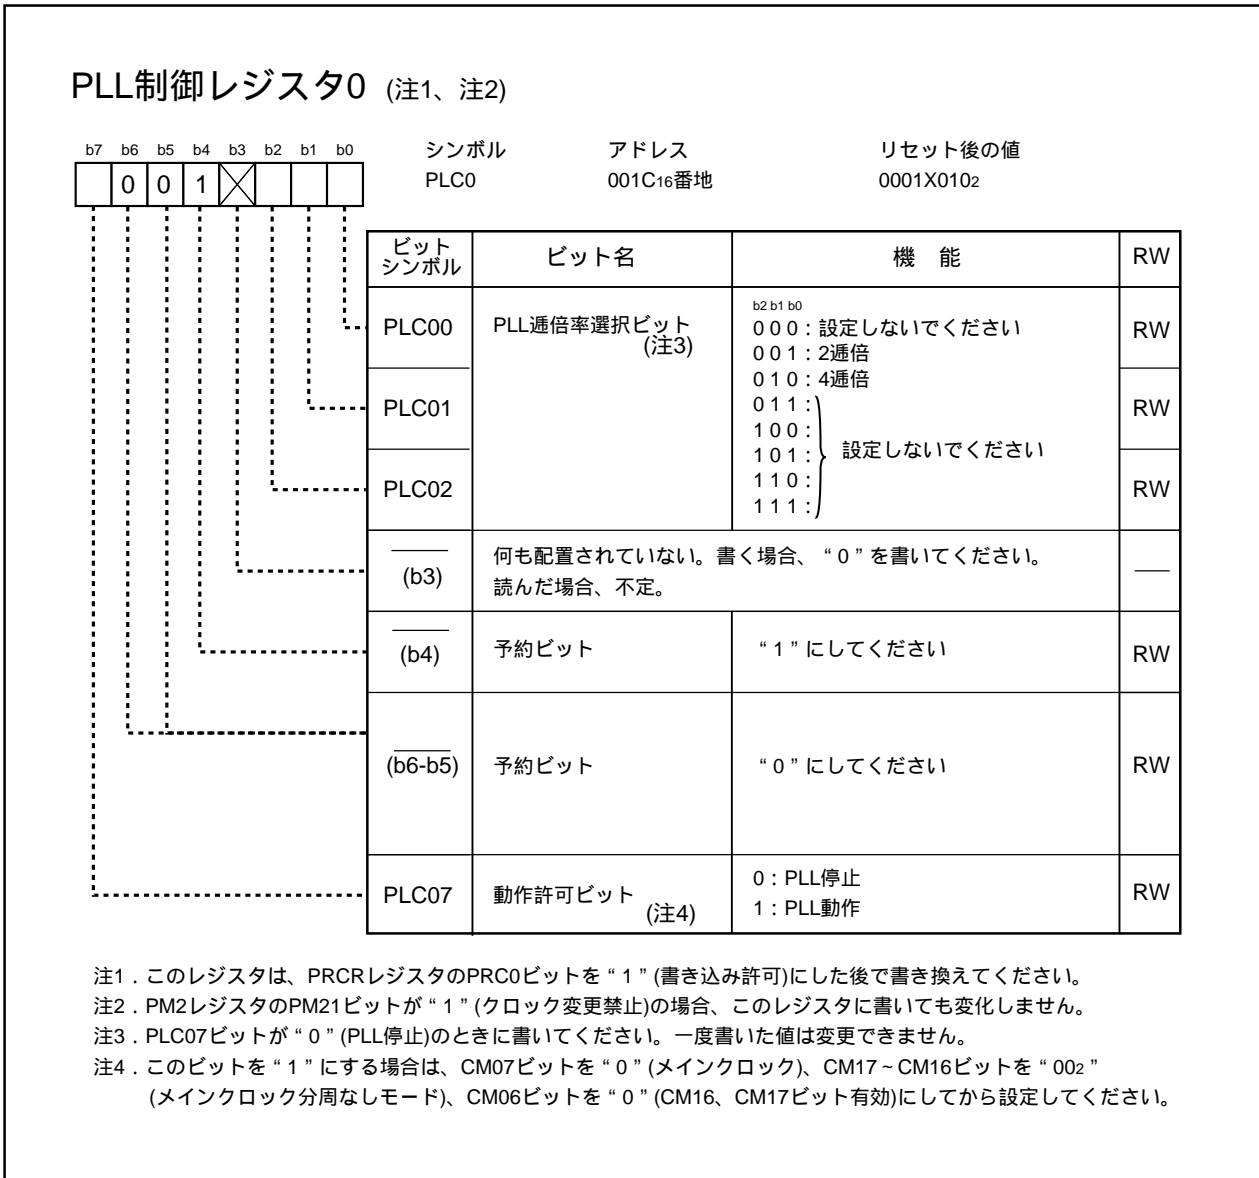 PLL制御レジスタ0 (注1、注2)
b7 b6 b5 b4 b3 b2 b1 b0
0 0 1
シンボル アドレス リセット後の値
PLC0 001C16番地 0001X0102
ビットシンボル ビット名 機 能 RW
PLC00 PLL逓倍率選択ビット (注3) RW
b2 b1 b0
0 0 0 : 設定しないでください
0 0 1 : 2逓倍
0 1 0 : 4逓倍
PLC01 RW
0 1 1 :
1 0 0 :
1 0 1 : 設定しないでください
1 1 0 :
1 1 1 :
PLC02 RW
(b3) 何も配置されていない。書く場合、“ 0 ” を書いてください。
読んだ場合、不定。
(b4) 予約ビット “ 1 ” にしてください RW
(b6-b5) 予約ビット “ 0 ” にしてください RW
PLC07 動作許可ビット (注4) RW
0 : PLL停止
1 : PLL動作
注1．このレジスタは、PRCRレジスタのPRC0ビットを “ 1 ” (書き込み許可)にした後で書き換えてください。
注2．PM2レジスタのPM21ビットが “ 1 ” (クロック変更禁止)の場合、このレジスタに書いても変化しません。
注3．PLC07ビットが “ 0 ” (PLL停止)のときに書いてください。一度書いた値は変更できません。
注4．このビットを “ 1 ” にする場合は、CM07ビットを “ 0 ” (メインクロック)、CM17 ~ CM16ビットを “ 002 ”
(メインクロック分周なしモード)、CM06ビットを “ 0 ” (CM16、CM17ビット有効)にしてから設定してください。